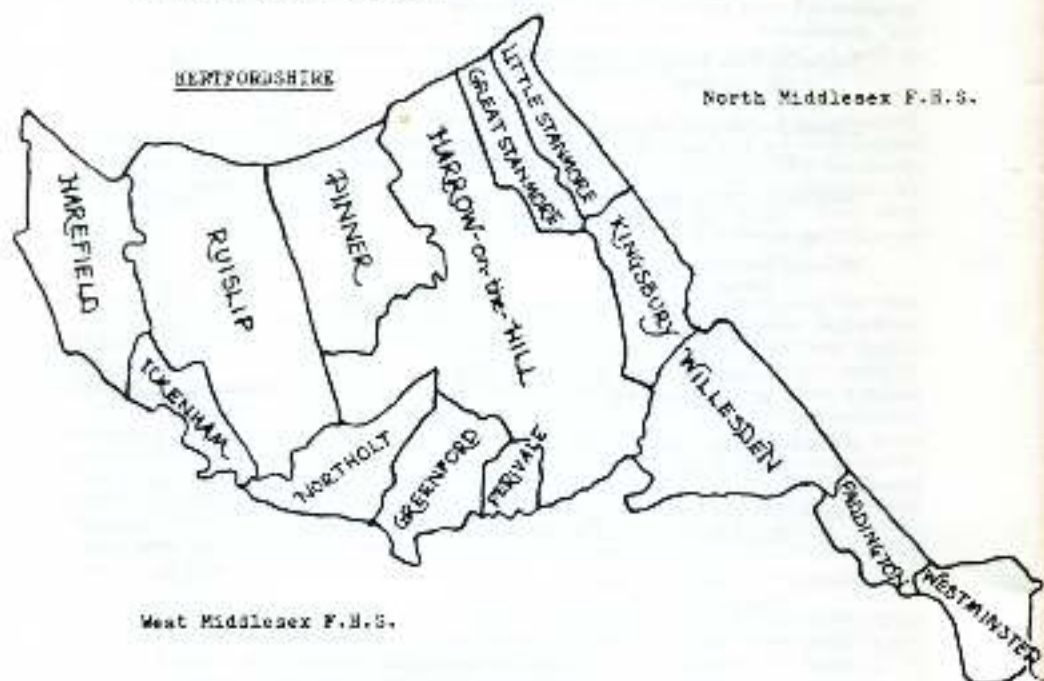 HERTFORDSHIRE
North Middlesex F.H.S.
HAREFIELD
RUISLIP
PINNER
HARROW-on-the-HILL
GREAT STANMORE
LITTLE STANMORE
KINGSBURY
WILLESDEN
ICKENHAM
NORTHOLT
GREENFORD
PERIVALE
PADDINGTON
WESTMINSTER
West Middlesex F.H.S.